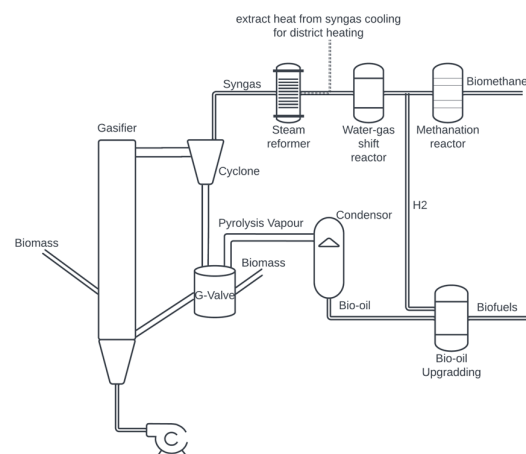 extract heat from syngas cooling
for district heating
Syngas
Biomethane
Gasifier
Steam
reformer
Water-gas
shift
reactor
Methanation
reactor
Cyclone
H2
Pyrolysis Vapour
Condensor
Biomass
Biomass
G-Valve
Bio-oil
Biofuels
Bio-oil
Upgradding